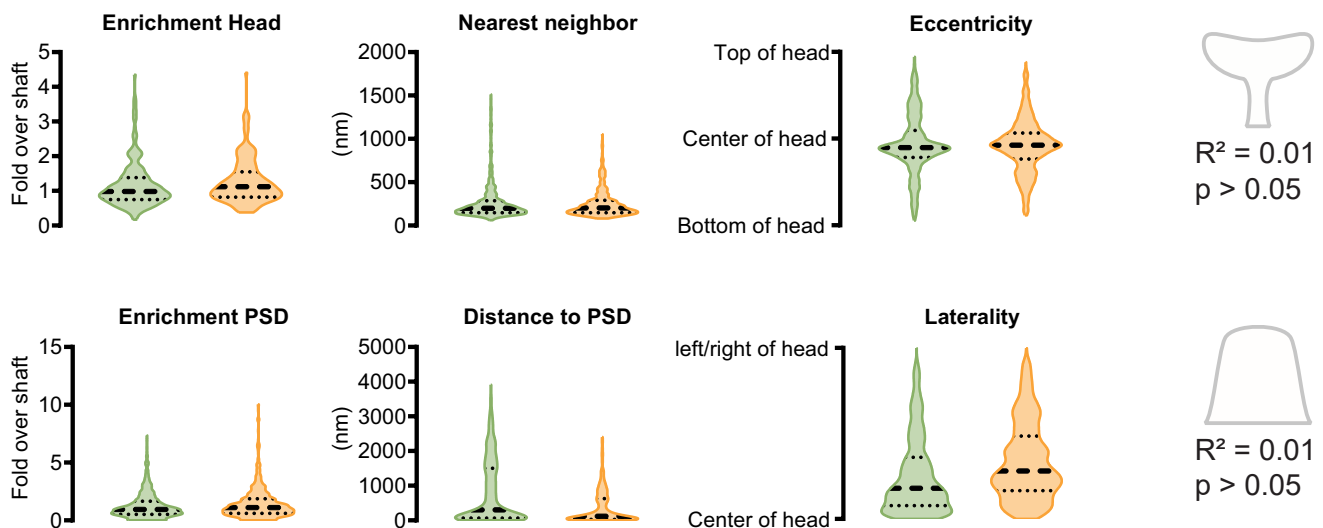 Enrichment Head
Fold over shaft
5
4
3
2
1
0
Nearest neighbor
(nm)
2000
1500
1000
500
0
Eccentricity
Top of head
Center of head
Bottom of head
R² = 0.01
p > 0.05
Enrichment PSD
Fold over shaft
15
10
5
0
Distance to PSD
(nm)
5000
4000
3000
2000
1000
0
Laterality
left/right of head
Center of head
R² = 0.01
p > 0.05